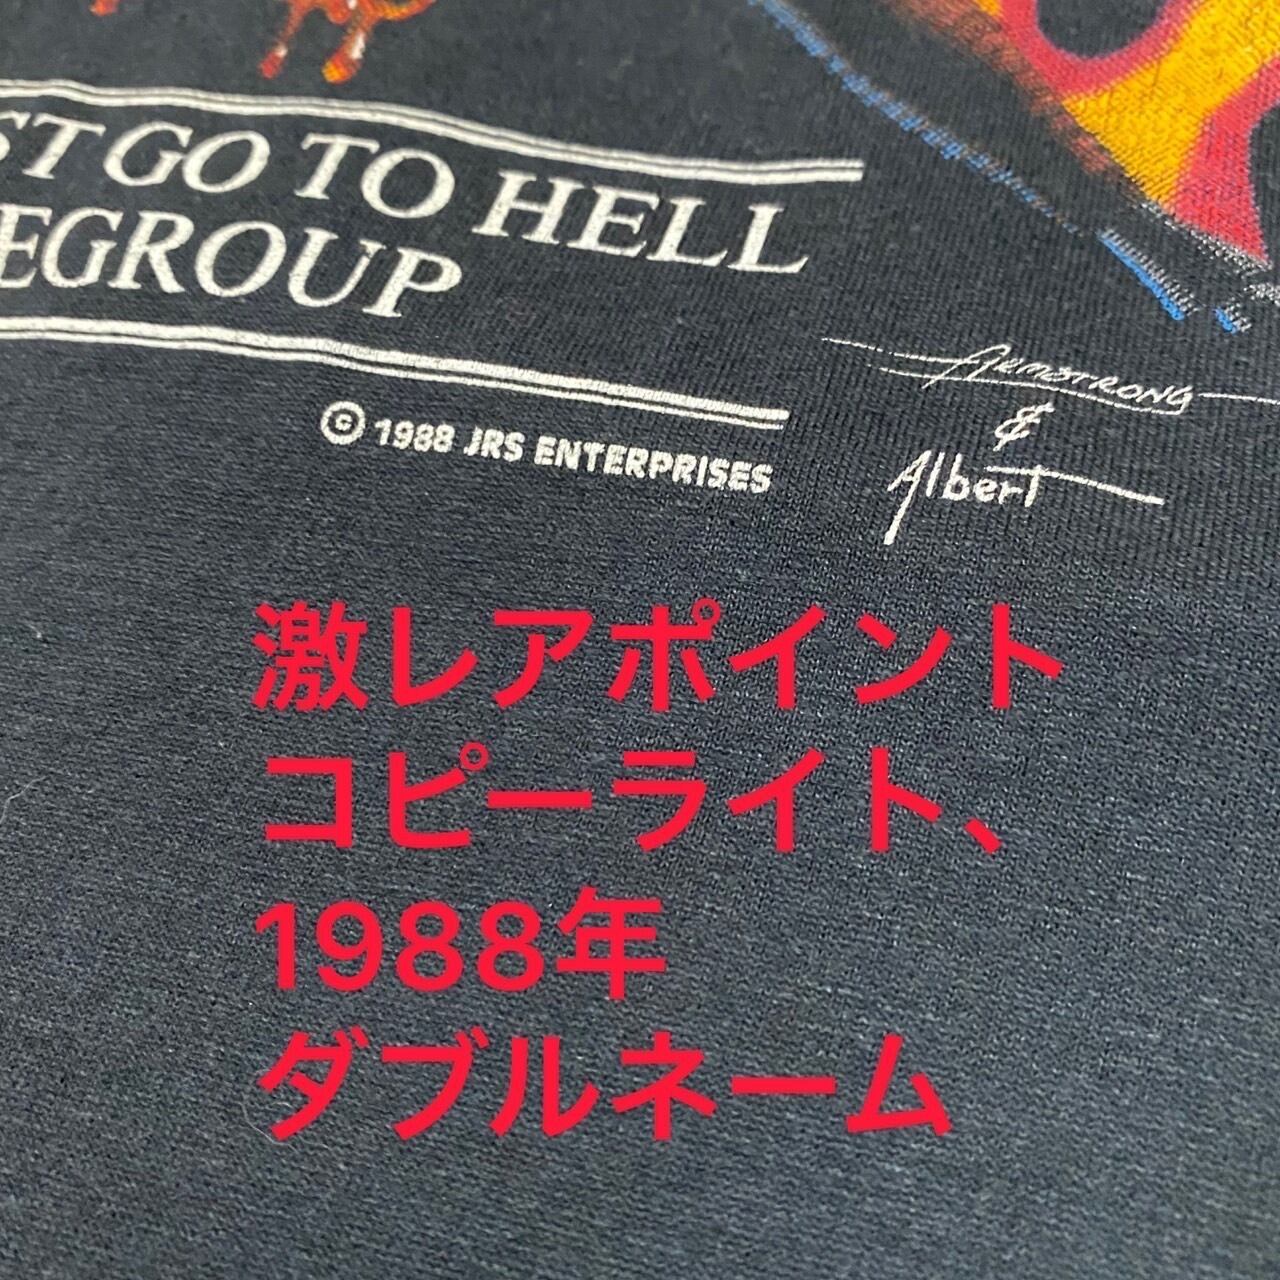 ST GO TO HELL
EGROUP
© 1988 JRS ENTERPRISES
ARMSTRONG
&
Albert
激レアポイント
コピーライト、
1988年
ダブルネーム